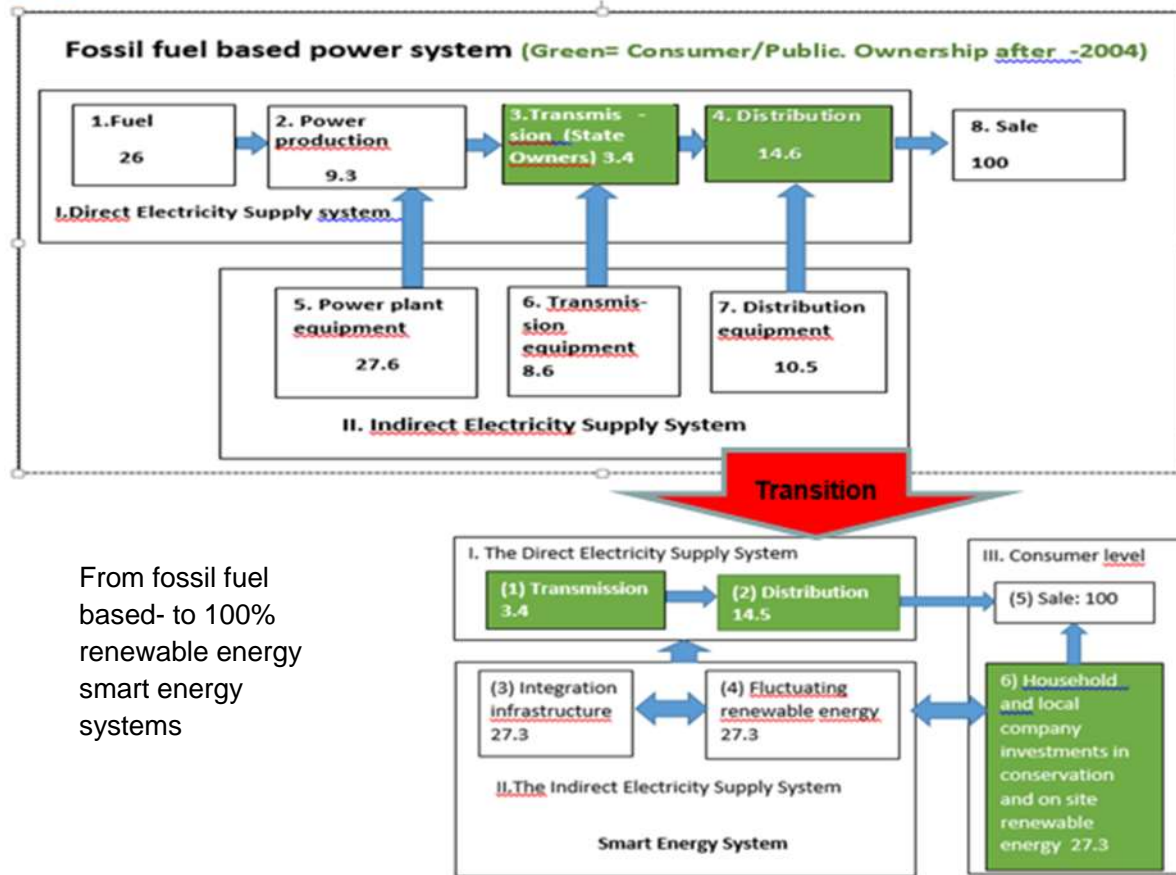 Fossil fuel based power system (Green= Consumer/Public. Ownership after -2004)
1.Fuel
26
2. Power
production
9.3
3.Transmis -
sion (State
Owners) 3.4
4. Distribution
14.6
8. Sale
100
I.Direct Electricity Supply system
5. Power plant
equipment
27.6
6. Transmis-
sion
equipment
8.6
7. Distribution
equipment
10.5
II. Indirect Electricity Supply System
Transition
From fossil fuel
based- to 100%
renewable energy
smart energy
systems
I. The Direct Electricity Supply System
(1) Transmission
3.4
(2) Distribution
14.5
III. Consumer level
(5) Sale: 100
(3) Integration
infrastructure
27.3
(4) Fluctuating
renewable energy
27.3
II.The Indirect Electricity Supply System
Smart Energy System
6) Household
and local
company
investments in
conservation
and on site
renewable
energy 27.3